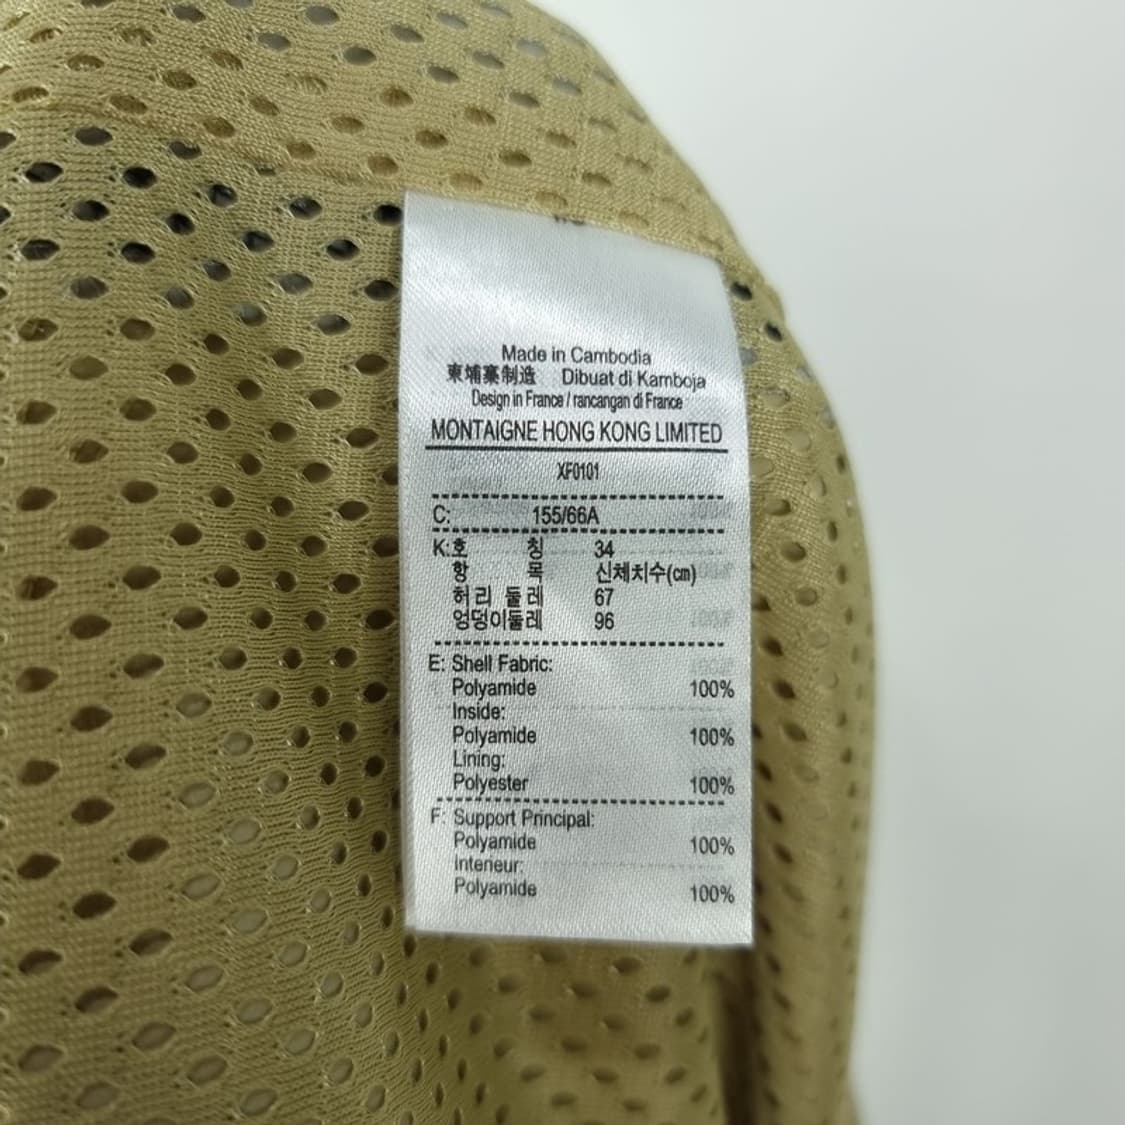 Made in Cambodia
柬埔寨制造 Dibuat di Kamboja
Design in France / rancangan di France
MONTAIGNE HONG KONG LIMITED
XF0101
C: 155/66A
K:호 칭 34
항 목 신체치수(cm)
허리 둘레 67
엉덩이둘레 96
E: Shell Fabric:
Polyamide 100%
Inside:
Polyamide 100%
Lining:
Polyester 100%
F: Support Principal:
Polyamide 100%
Interieur:
Polyamide 100%